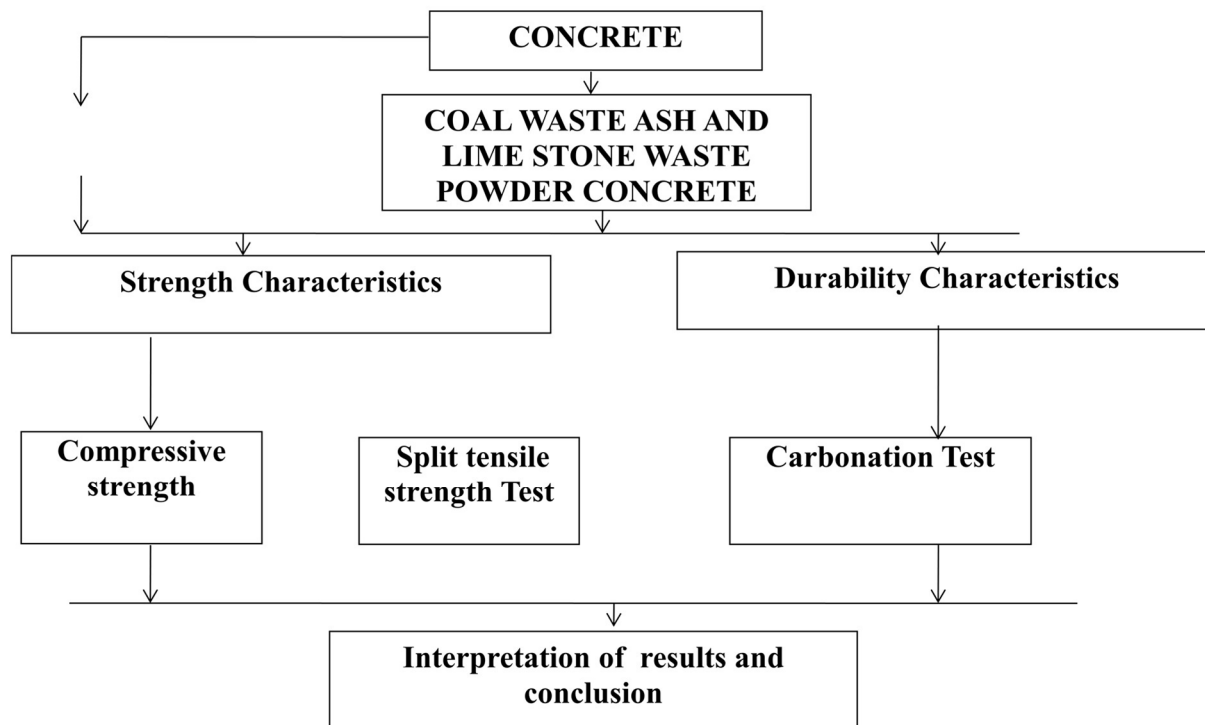 CONCRETE
COAL WASTE ASH AND
LIME STONE WASTE
POWDER CONCRETE
Strength Characteristics
Durability Characteristics
Compressive
strength
Split tensile
strength Test
Carbonation Test
Interpretation of results and
conclusion